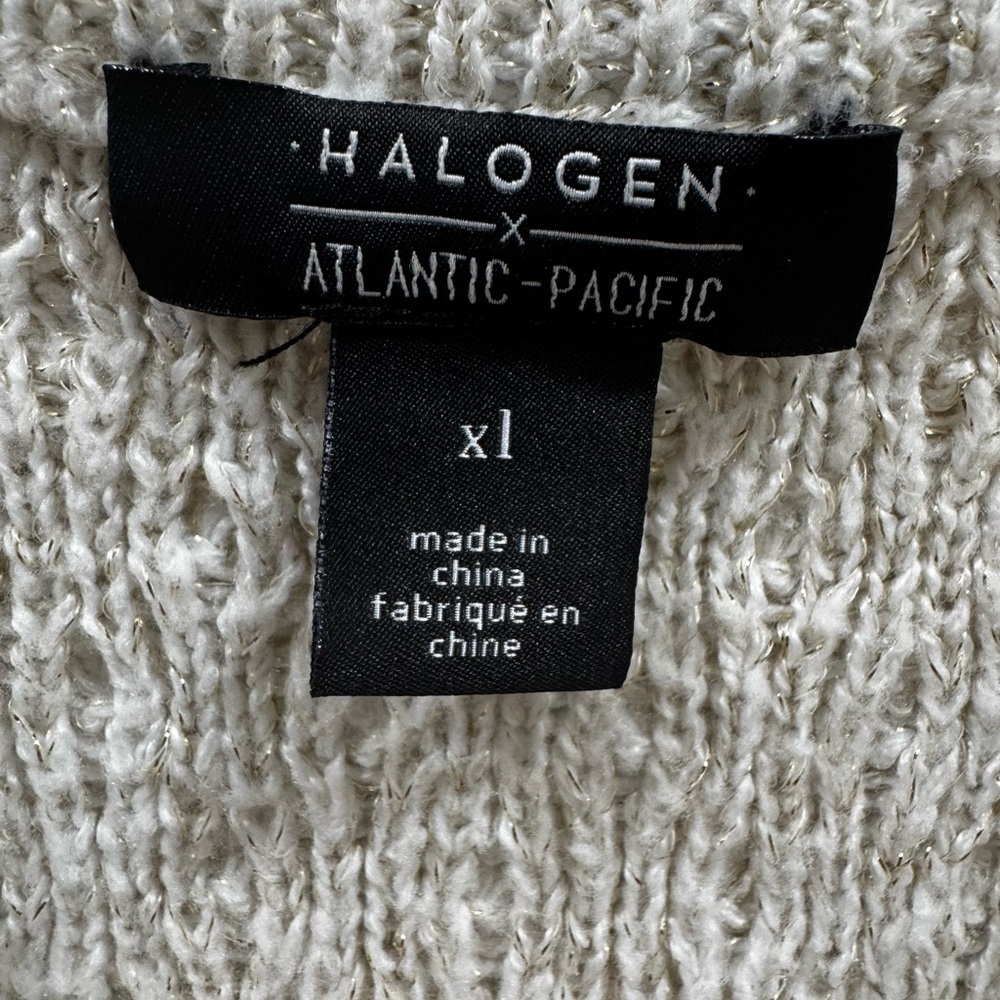 · HALOGEN ·
X
ATLANTIC-PACIFIC
xl
made in
china
fabriqué en
chine